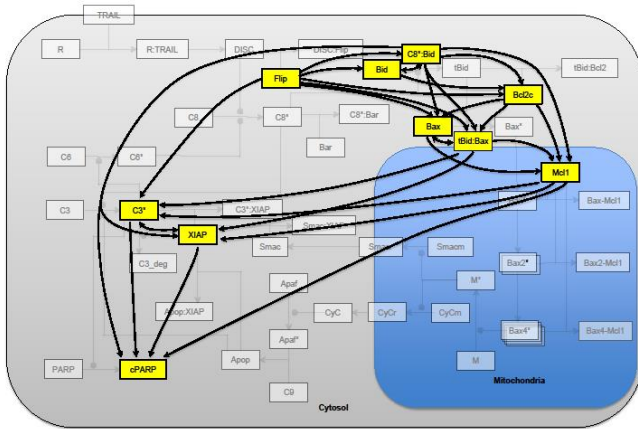 TRAIL
R
R:TRAIL
DISC
DISC:Flip
C8*:Bid
Bid
tBid
tBid:Bcl2
Flip
Bcl2c
C8
C8*
C8*:Bar
Bax
Bax*
tBid:Bax
Bar
C6
C6*
Mcl1
C3
C3*
C3*:XIAP
Bax-Mcl1
XIAP
Smac
Smacm
C3_deg
Bax2*
Bax2-Mcl1
Apaf
M*
Apop:XIAP
CyC
CyCr
CyCm
Apaf*
Bax4*
Bax4-Mcl1
PARP
cPARP
Apop
M
C9
Mitochondria
Cytosol